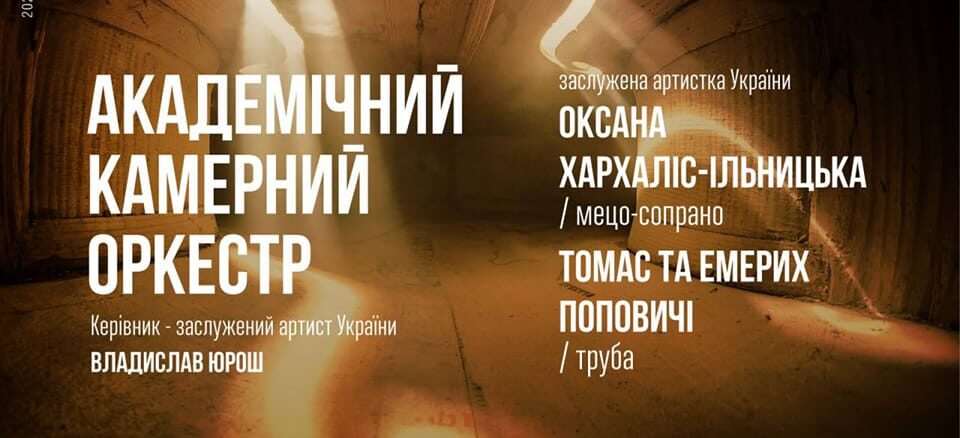 АКАДЕМІЧНИЙ
КАМЕРНИЙ
ОРКЕСТР
Керівник - заслужений артист України
ВЛАДИСЛАВ ЮРОШ
заслужена артистка України
ОКСАНА
ХАРХАЛІС-ІЛЬНИЦЬКА
/ мецо-сопрано
ТОМАС ТА ЕМЕРИХ
ПОПОВИЧІ
/ труба